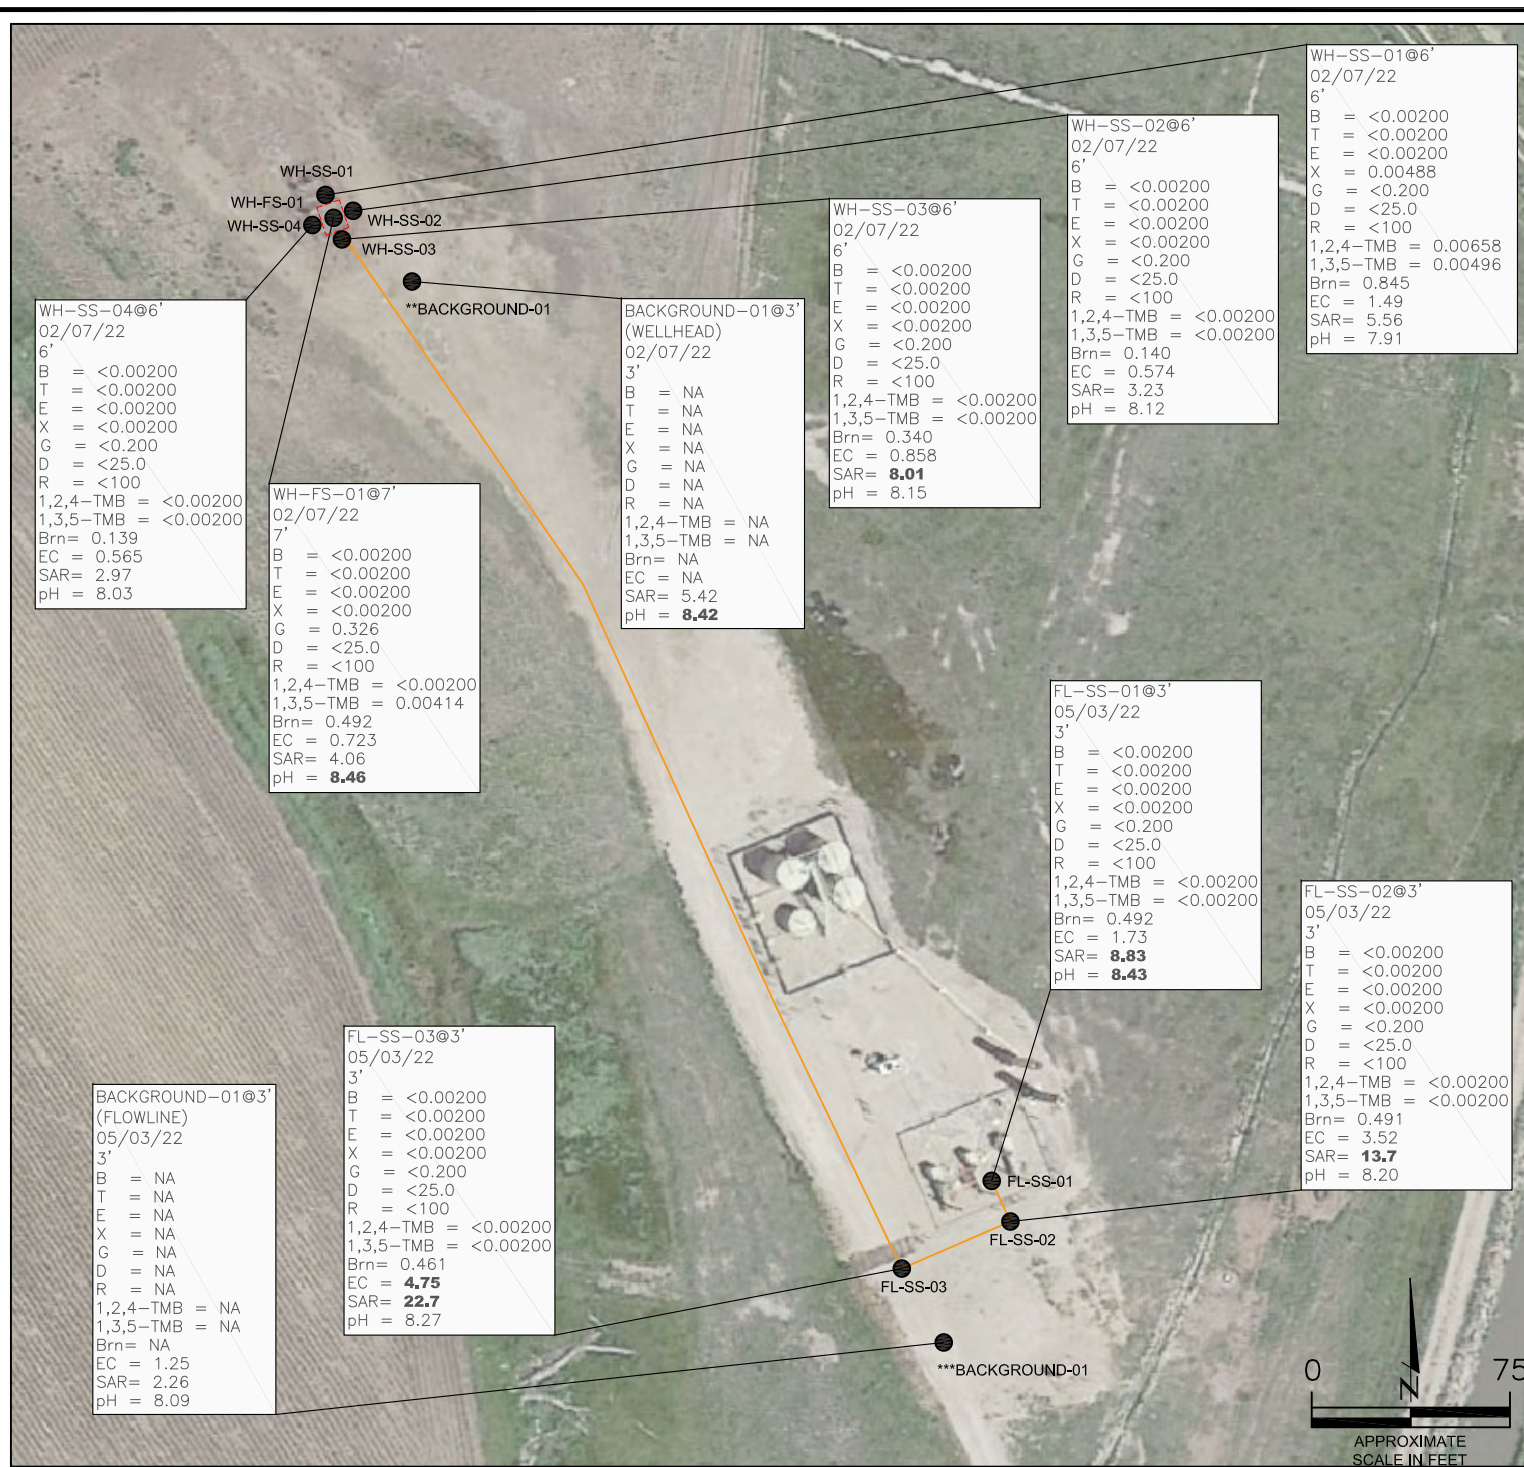 WH-SS-01@6'
02/07/22
6'
B = <0.00200
T = <0.00200
E = <0.00200
X = 0.00488
G = <0.200
D = <25.0
R = <100
1,2,4-TMB = 0.00658
1,3,5-TMB = 0.00496
Brn= 0.845
EC = 1.49
SAR= 5.56
pH = 7.91
WH-SS-02@6'
02/07/22
6'
B = <0.00200
T = <0.00200
E = <0.00200
X = <0.00200
G = <0.200
D = <25.0
R = <100
1,2,4-TMB = <0.00200
1,3,5-TMB = <0.00200
Brn= 0.140
EC = 0.574
SAR= 3.23
pH = 8.12
WH-SS-03@6'
02/07/22
6'
B = <0.00200
T = <0.00200
E = <0.00200
X = <0.00200
G = <0.200
D = <25.0
R = <100
1,2,4-TMB = <0.00200
1,3,5-TMB = <0.00200
Brn= 0.340
EC = 0.858
SAR= 8.01
pH = 8.15
WH-SS-01
WH-FS-01
WH-SS-04
WH-SS-02
WH-SS-03
**BACKGROUND-01
WH-SS-04@6'
02/07/22
6'
B = <0.00200
T = <0.00200
E = <0.00200
X = <0.00200
G = <0.200
D = <25.0
R = <100
1,2,4-TMB = <0.00200
1,3,5-TMB = <0.00200
Brn= 0.139
EC = 0.565
SAR= 2.97
pH = 8.03
WH-FS-01@7'
02/07/22
7'
B = <0.00200
T = <0.00200
E = <0.00200
X = <0.00200
G = 0.326
D = <25.0
R = <100
1,2,4-TMB = <0.00200
1,3,5-TMB = 0.00414
Brn= 0.492
EC = 0.723
SAR= 4.06
pH = 8.46
BACKGROUND-01@3'
(WELLHEAD)
02/07/22
3'
B = NA
T = NA
E = NA
X = NA
G = NA
D = NA
R = NA
1,2,4-TMB = NA
1,3,5-TMB = NA
Brn= NA
EC = NA
SAR= 5.42
pH = 8.42
FL-SS-01@3'
05/03/22
3'
B = <0.00200
T = <0.00200
E = <0.00200
X = <0.00200
G = <0.200
D = <25.0
R = <100
1,2,4-TMB = <0.00200
1,3,5-TMB = <0.00200
Brn= 0.492
EC = 1.73
SAR= 8.83
pH = 8.43
FL-SS-02@3'
05/03/22
3'
B = <0.00200
T = <0.00200
E = <0.00200
X = <0.00200
G = <0.200
D = <25.0
R = <100
1,2,4-TMB = <0.00200
1,3,5-TMB = <0.00200
Brn= 0.491
EC = 3.52
SAR= 13.7
pH = 8.20
FL-SS-03@3'
05/03/22
3'
B = <0.00200
T = <0.00200
E = <0.00200
X = <0.00200
G = <0.200
D = <25.0
R = <100
1,2,4-TMB = <0.00200
1,3,5-TMB = <0.00200
Brn= 0.461
EC = 4.75
SAR= 22.7
pH = 8.27
BACKGROUND-01@3'
(FLOWLINE)
05/03/22
3'
B = NA
T = NA
E = NA
X = NA
G = NA
D = NA
R = NA
1,2,4-TMB = NA
1,3,5-TMB = NA
Brn= NA
EC = 1.25
SAR= 2.26
pH = 8.09
FL-SS-01
FL-SS-02
FL-SS-03
***BACKGROUND-01
0 75
N
APPROXIMATE
SCALE IN FEET